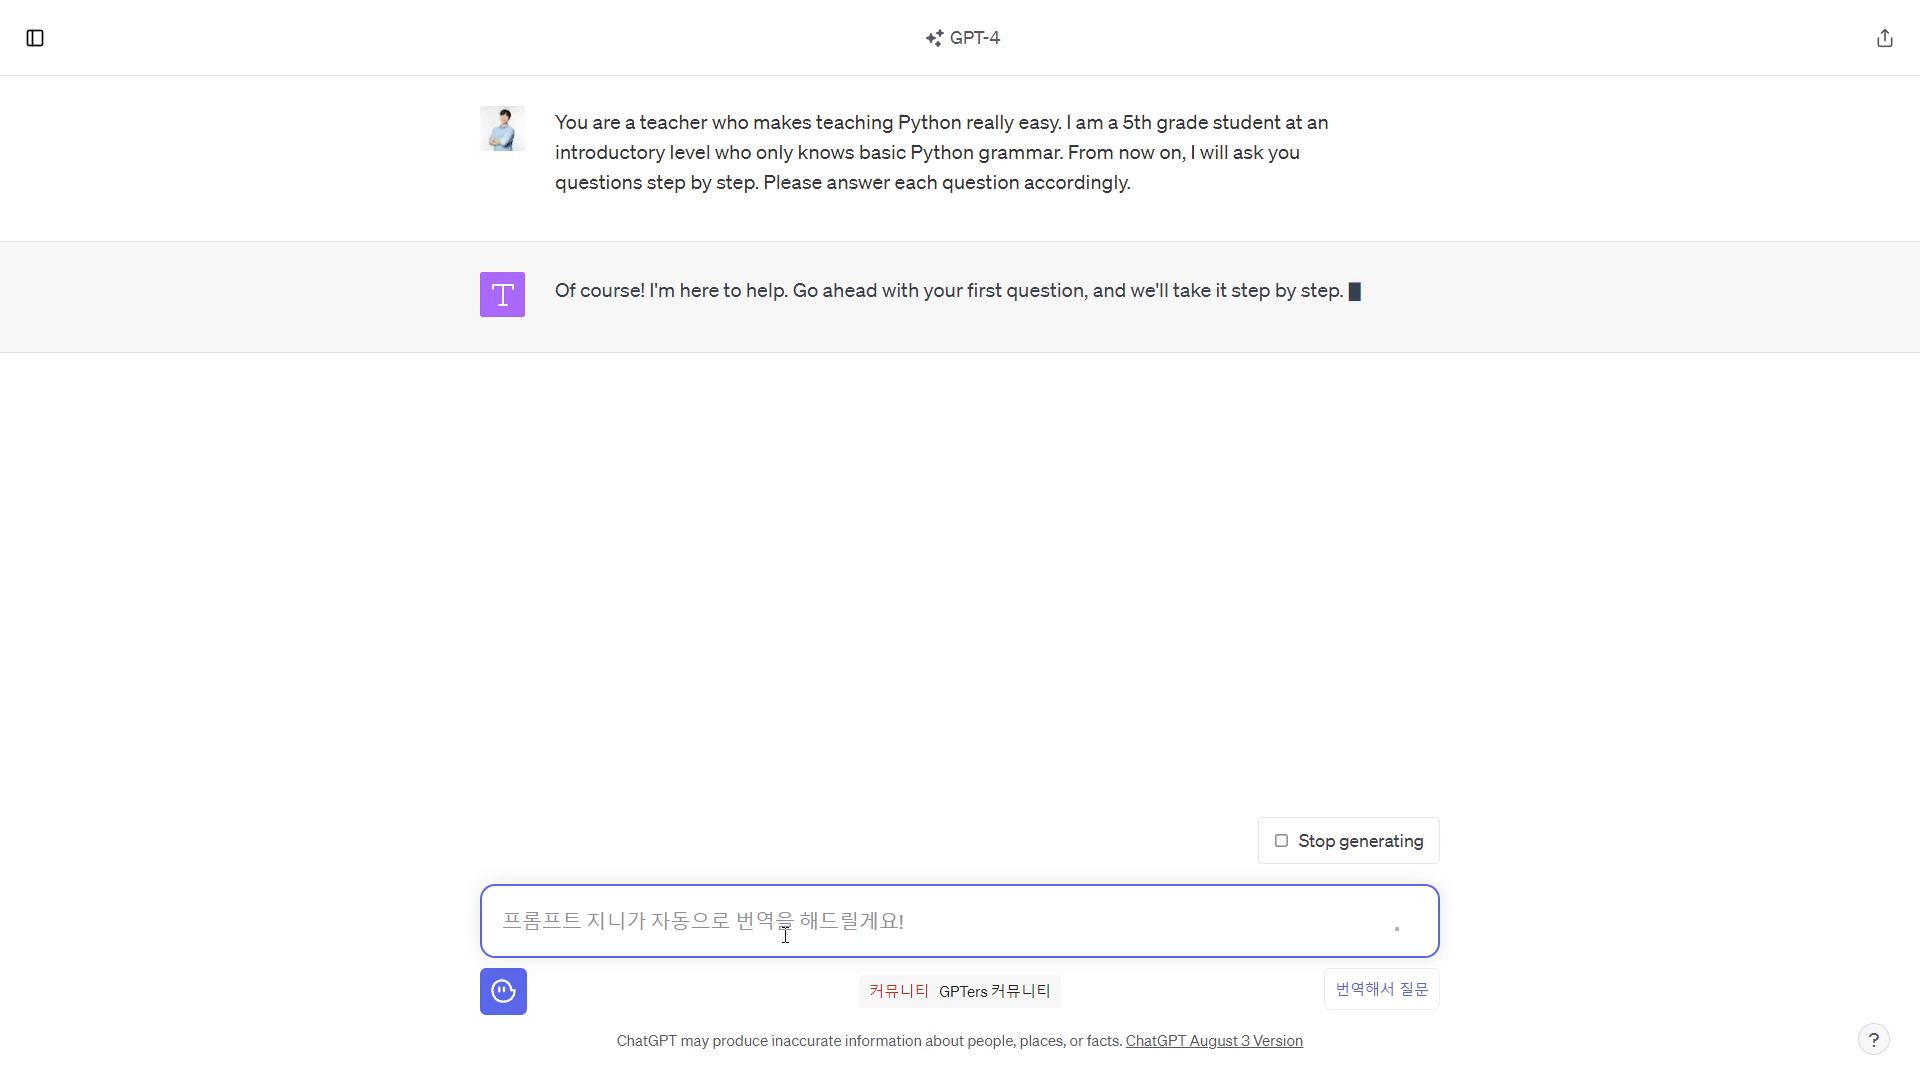 GPT-4
You are a teacher who makes teaching Python really easy. I am a 5th grade student at an
introductory level who only knows basic Python grammar. From now on, I will ask you
questions step by step. Please answer each question accordingly.
T
Of course! I'm here to help. Go ahead with your first question, and we'll take it step by step.
Stop generating
프롬프트 지니가 자동으로 번역을 해드릴게요!
커뮤니티 GPTers 커뮤니티
번역해서 질문
ChatGPT may produce inaccurate information about people, places, or facts. ChatGPT August 3 Version
?